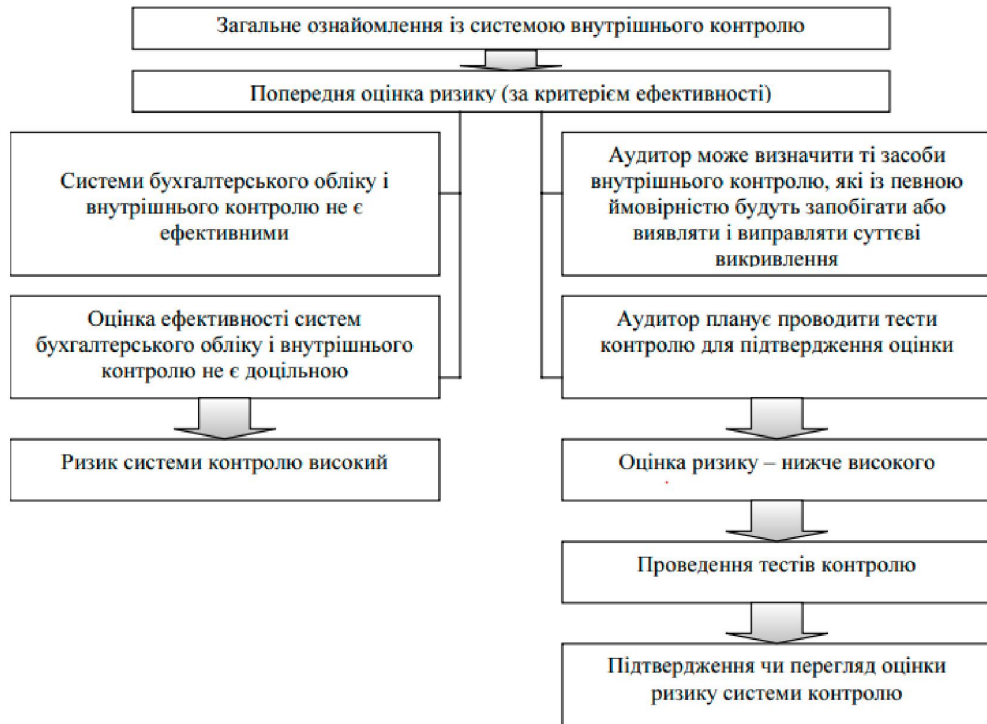 Загальне ознайомлення із системою внутрішнього контролю
Попередня оцінка ризику (за критерієм ефективності)
Системи бухгалтерського обліку і
внутрішнього контролю не є
ефективними
Оцінка ефективності систем
бухгалтерського обліку і внутрішнього
контролю не є доцільною
Ризик системи контролю високий
Аудитор може визначити ті засоби
внутрішнього контролю, які із певною
ймовірністю будуть запобігати або
виявляти і виправляти суттєві
викривлення
Аудитор планує проводити тести
контролю для підтвердження оцінки
Оцінка ризику – нижче високого
Проведення тестів контролю
Підтвердження чи перегляд оцінки
ризику системи контролю